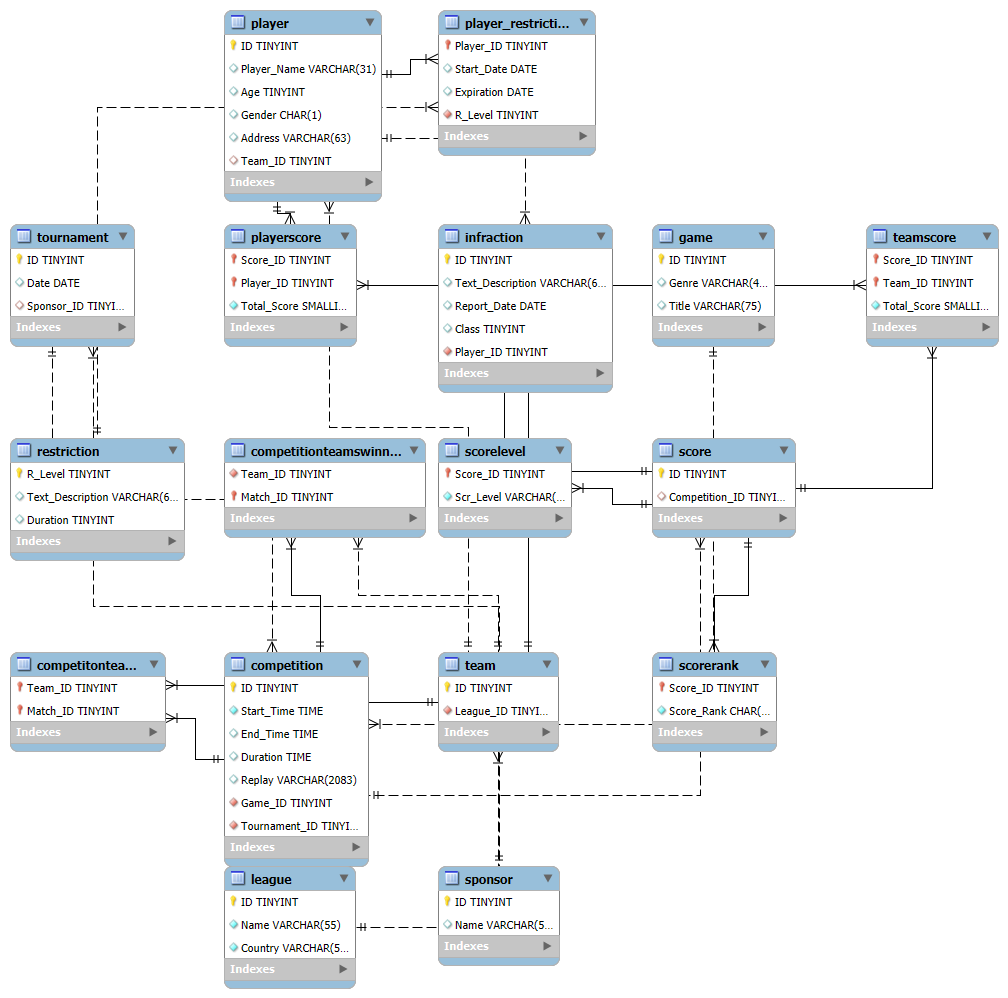 player
ID TINYINT
Player_Name VARCHAR(31)
Age TINYINT
Gender CHAR(1)
Address VARCHAR(63)
Team_ID TINYINT
Indexes
player_restricti...
Player_ID TINYINT
Start_Date DATE
Expiration DATE
R_Level TINYINT
Indexes
tournament
ID TINYINT
Date DATE
Sponsor_ID TINYI...
Indexes
playerscore
Score_ID TINYINT
Player_ID TINYINT
Total_Score SMALLI...
Indexes
infraction
ID TINYINT
Text_Description VARCHAR(6...
Report_Date DATE
Class TINYINT
Player_ID TINYINT
Indexes
game
ID TINYINT
Genre VARCHAR(4...
Title VARCHAR(75)
Indexes
teamscore
Score_ID TINYINT
Team_ID TINYINT
Total_Score SMALLI...
Indexes
restriction
R_Level TINYINT
Text_Description VARCHAR(6...
Duration TINYINT
Indexes
competitionteamswinn...
Team_ID TINYINT
Match_ID TINYINT
Indexes
scorelevel
Score_ID TINYINT
Scr_Level VARCHAR(...
Indexes
score
ID TINYINT
Competition_ID TINYI...
Indexes
competitontea...
Team_ID TINYINT
Match_ID TINYINT
Indexes
competition
ID TINYINT
Start_Time TIME
End_Time TIME
Duration TIME
Replay VARCHAR(2083)
Game_ID TINYINT
Tournament_ID TINYI...
Indexes
team
ID TINYINT
League_ID TINYI...
Indexes
scorerank
Score_ID TINYINT
Score_Rank CHAR(...
Indexes
league
ID TINYINT
Name VARCHAR(55)
Country VARCHAR(5...
Indexes
sponsor
ID TINYINT
Name VARCHAR(5...
Indexes